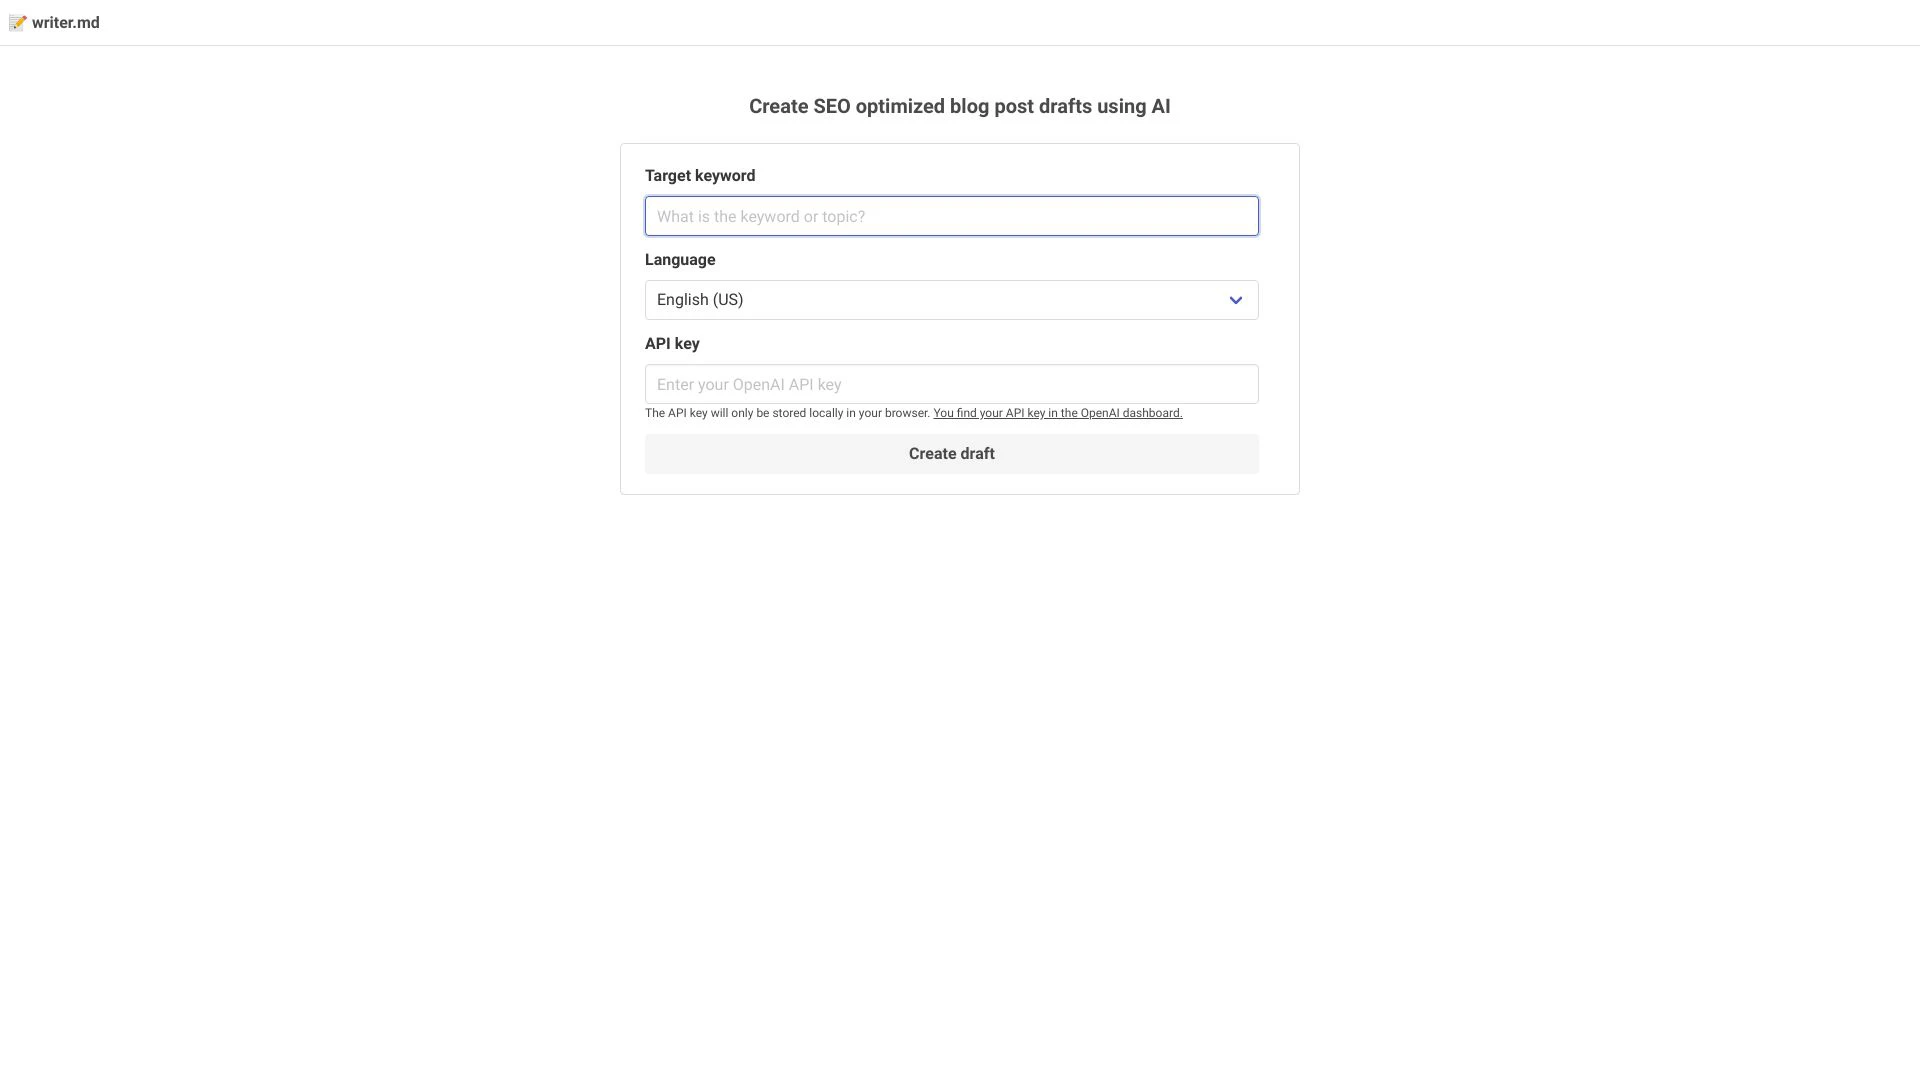 writer.md
Create SEO optimized blog post drafts using AI
Target keyword
What is the keyword or topic?
Language
English (US)
API key
Enter your OpenAI API key
The API key will only be stored locally in your browser. You find your API key in the OpenAI dashboard.
Create draft